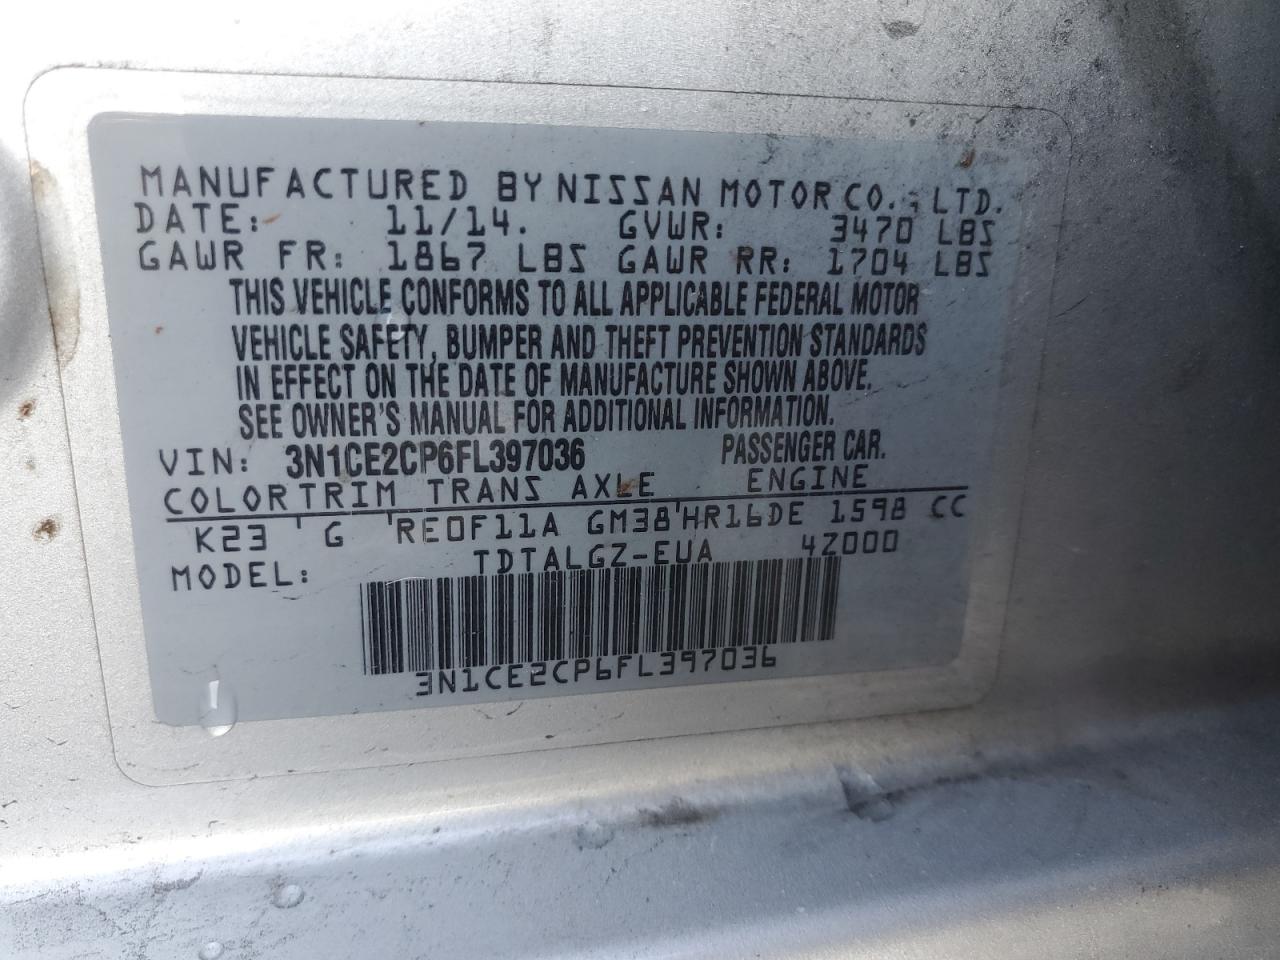 MANUFACTURED BY NISSAN MOTOR CO., LTD.
DATE: 11/14. GVWR: 3470 LBS
GAWR FR: 1867 LBS GAWR RR: 1704 LBS
THIS VEHICLE CONFORMS TO ALL APPLICABLE FEDERAL MOTOR
VEHICLE SAFETY, BUMPER AND THEFT PREVENTION STANDARDS
IN EFFECT ON THE DATE OF MANUFACTURE SHOWN ABOVE.
SEE OWNER'S MANUAL FOR ADDITIONAL INFORMATION.
VIN: 3N1CE2CP6FL397036 PASSENGER CAR.
COLOR TRIM TRANS AXLE ENGINE
K23 ' G 'RE0F11A GM38'HR16DE 1598 CC
MODEL: TDTALGZ-EUA 4Z000
3N1CE2CP6FL397036